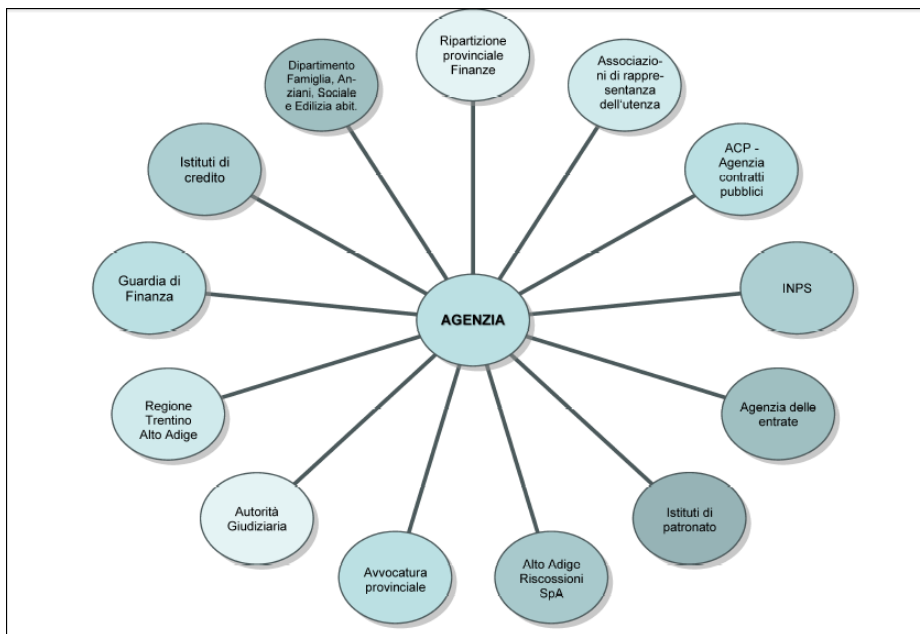 Ripartizione
provinciale
Finanze
Associazio-
ni di rappre-
sentanza
dell'utenza
ACP -
Agenzia
contratti
pubblici
INPS
Agenzia delle
entrate
Istituti di
patronato
Alto Adige
Riscossioni
SpA
Avvocatura
provinciale
Autorità
Giudiziaria
Regione
Trentino
Alto Adige
Guardia di
Finanza
Istituti di
credito
Dipartimento
Famiglia, An-
ziani, Sociale
e Edilizia abit.
AGENZIA